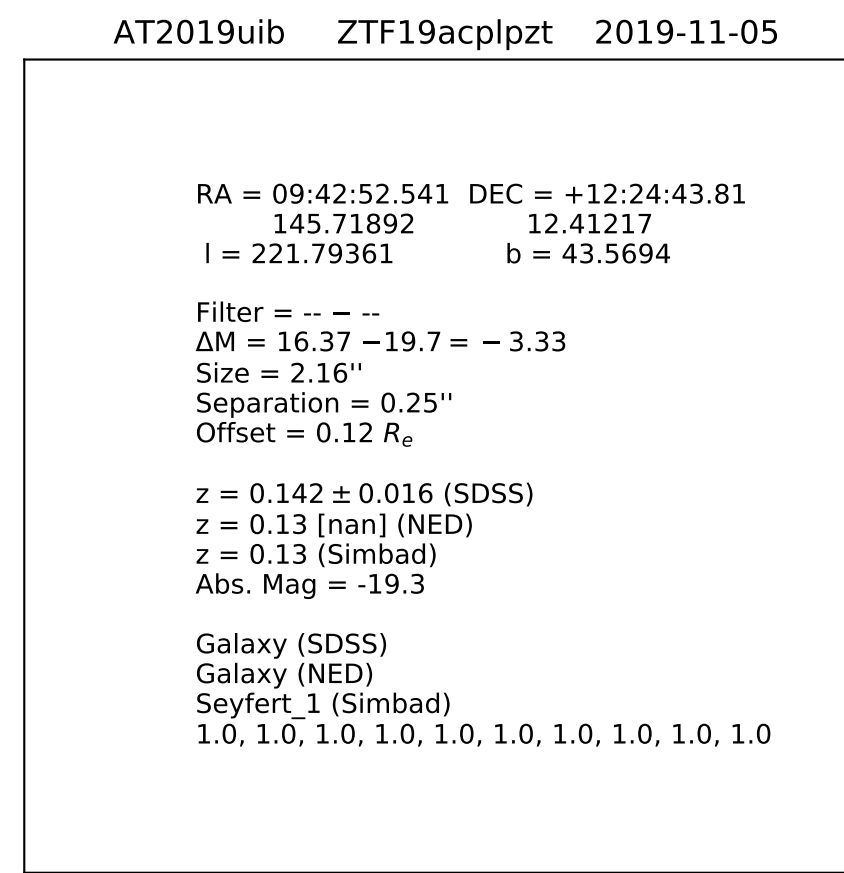 AT2019uib ZTF19acplpzt 2019-11-05
RA = 09:42:52.541 DEC = +12:24:43.81
145.71892 12.41217
l = 221.79361 b = 43.5694
Filter = -- − --
ΔM = 16.37 −19.7 = − 3.33
Size = 2.16''
Separation = 0.25''
Offset = 0.12 Re
z = 0.142 ± 0.016 (SDSS)
z = 0.13 [nan] (NED)
z = 0.13 (Simbad)
Abs. Mag = -19.3
Galaxy (SDSS)
Galaxy (NED)
Seyfert_1 (Simbad)
1.0, 1.0, 1.0, 1.0, 1.0, 1.0, 1.0, 1.0, 1.0, 1.0